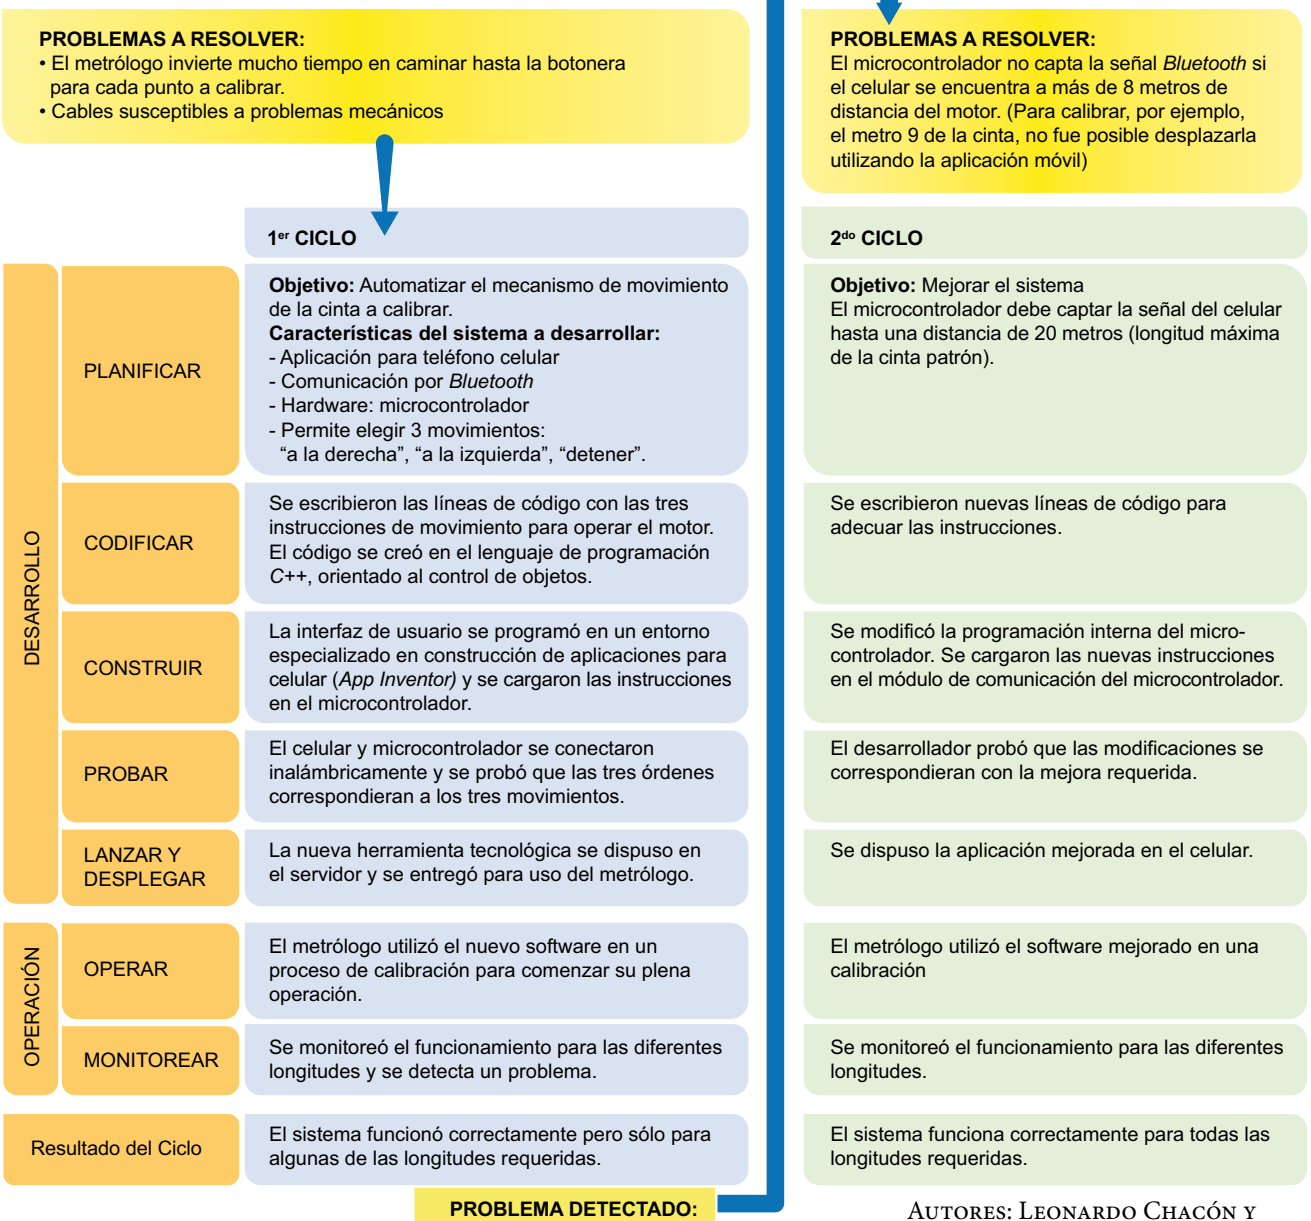 PROBLEMAS A RESOLVER:
• El metrólogo invierte mucho tiempo en caminar hasta la botonera
para cada punto a calibrar.
• Cables susceptibles a problemas mecánicos
PROBLEMAS A RESOLVER:
El microcontrolador no capta la señal Bluetooth si
el celular se encuentra a más de 8 metros de
distancia del motor. (Para calibrar, por ejemplo,
el metro 9 de la cinta, no fue posible desplazarla
utilizando la aplicación móvil)
1er CICLO
2do CICLO
DESARROLLO
PLANIFICAR
Objetivo: Automatizar el mecanismo de movimiento
de la cinta a calibrar.
Características del sistema a desarrollar:
- Aplicación para teléfono celular
- Comunicación por Bluetooth
- Hardware: microcontrolador
- Permite elegir 3 movimientos:
“a la derecha”, “a la izquierda”, “detener”.
Objetivo: Mejorar el sistema
El microcontrolador debe captar la señal del celular
hasta una distancia de 20 metros (longitud máxima
de la cinta patrón).
CODIFICAR
Se escribieron las líneas de código con las tres
instrucciones de movimiento para operar el motor.
El código se creó en el lenguaje de programación
C++, orientado al control de objetos.
Se escribieron nuevas líneas de código para
adecuar las instrucciones.
CONSTRUIR
La interfaz de usuario se programó en un entorno
especializado en construcción de aplicaciones para
celular (App Inventor) y se cargaron las instrucciones
en el microcontrolador.
Se modificó la programación interna del micro-
controlador. Se cargaron las nuevas instrucciones
en el módulo de comunicación del microcontrolador.
PROBAR
El celular y microcontrolador se conectaron
inalámbricamente y se probó que las tres órdenes
correspondieran a los tres movimientos.
El desarrollador probó que las modificaciones se
correspondieran con la mejora requerida.
LANZAR Y
DESPLEGAR
La nueva herramienta tecnológica se dispuso en
el servidor y se entregó para uso del metrólogo.
Se dispuso la aplicación mejorada en el celular.
OPERACIÓN
OPERAR
El metrólogo utilizó el nuevo software en un
proceso de calibración para comenzar su plena
operación.
El metrólogo utilizó el software mejorado en una
calibración
MONITOREAR
Se monitoreó el funcionamiento para las diferentes
longitudes y se detecta un problema.
Se monitoreó el funcionamiento para las diferentes
longitudes.
Resultado del Ciclo
El sistema funcionó correctamente pero sólo para
algunas de las longitudes requeridas.
El sistema funciona correctamente para todas las
longitudes requeridas.
PROBLEMA DETECTADO:
AUTORES: LEONARDO CHACÓN Y